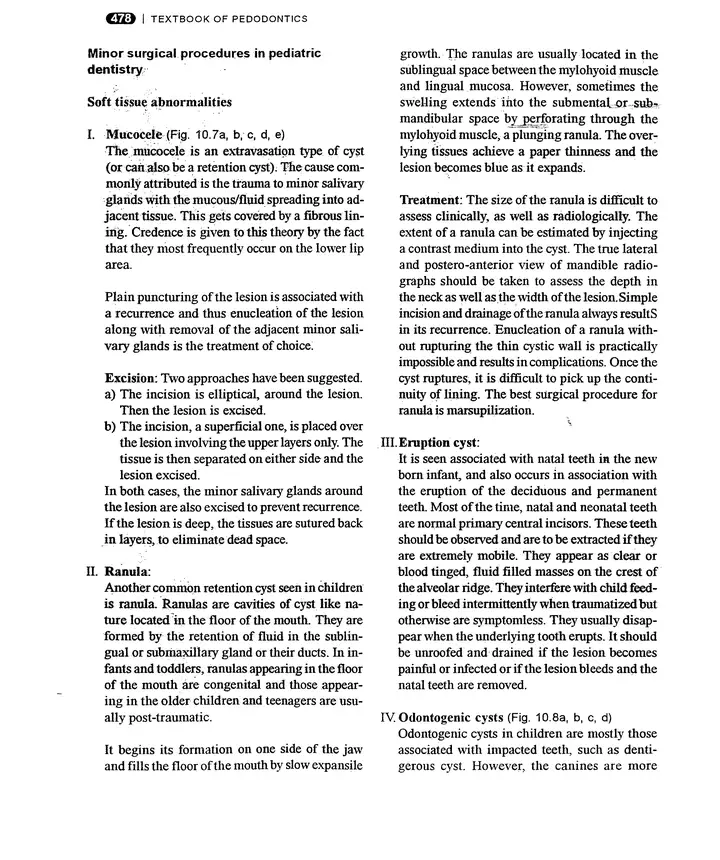 478 | TEXTBOOK OF PEDODONTICS
Minor surgical procedures in pediatric
dentistry
Soft tissue abnormalities
I. Mucocele (Fig. 10.7a, b, c, d, e)
The mucocele is an extravasation type of cyst
(or can also be a retention cyst). The cause com-
monly attributed is the trauma to minor salivary
glands with the mucous/fluid spreading into ad-
jacent tissue. This gets covered by a fibrous lin-
ing. Credence is given to this theory by the fact
that they most frequently occur on the lower lip
area.
Plain puncturing of the lesion is associated with
a recurrence and thus enucleation of the lesion
along with removal of the adjacent minor sali-
vary glands is the treatment of choice.
Excision: Two approaches have been suggested.
a) The incision is elliptical, around the lesion.
Then the lesion is excised.
b) The incision, a superficial one, is placed over
the lesion involving the upper layers only. The
tissue is then separated on either side and the
lesion excised.
In both cases, the minor salivary glands around
the lesion are also excised to prevent recurrence.
If the lesion is deep, the tissues are sutured back
in layers, to eliminate dead space.
II. Ranula:
Another common retention cyst seen in children
is ranula. Ranulas are cavities of cyst like na-
ture located in the floor of the mouth. They are
formed by the retention of fluid in the sublin-
gual or submaxillary gland or their ducts. In in-
fants and toddlers, ranulas appearing in the floor
of the mouth are congenital and those appear-
ing in the older children and teenagers are usu-
ally post-traumatic.
It begins its formation on one side of the jaw
and fills the floor of the mouth by slow expansile
growth. The ranulas are usually located in the
sublingual space between the mylohyoid muscle
and lingual mucosa. However, sometimes the
swelling extends into the submental or sub-
mandibular space by perforating through the
mylohyoid muscle, a plunging ranula. The over-
lying tissues achieve a paper thinness and the
lesion becomes blue as it expands.
Treatment: The size of the ranula is difficult to
assess clinically, as well as radiologically. The
extent of a ranula can be estimated by injecting
a contrast medium into the cyst. The true lateral
and postero-anterior view of mandible radio-
graphs should be taken to assess the depth in
the neck as well as the width of the lesion.Simple
incision and drainage of the ranula always resultS
in its recurrence. Enucleation of a ranula with-
out rupturing the thin cystic wall is practically
impossible and results in complications. Once the
cyst ruptures, it is difficult to pick up the conti-
nuity of lining. The best surgical procedure for
ranula is marsupilization.
III. Eruption cyst:
It is seen associated with natal teeth in the new
born infant, and also occurs in association with
the eruption of the deciduous and permanent
teeth. Most of the time, natal and neonatal teeth
are normal primary central incisors. These teeth
should be observed and are to be extracted if they
are extremely mobile. They appear as clear or
blood tinged, fluid filled masses on the crest of
the alveolar ridge. They interfere with child feed-
ing or bleed intermittently when traumatized but
otherwise are symptomless. They usually disap-
pear when the underlying tooth erupts. It should
be unroofed and drained if the lesion becomes
painful or infected or if the lesion bleeds and the
natal teeth are removed.
IV. Odontogenic cysts (Fig. 10.8a, b, c, d)
Odontogenic cysts in children are mostly those
associated with impacted teeth, such as denti-
gerous cyst. However, the canines are more